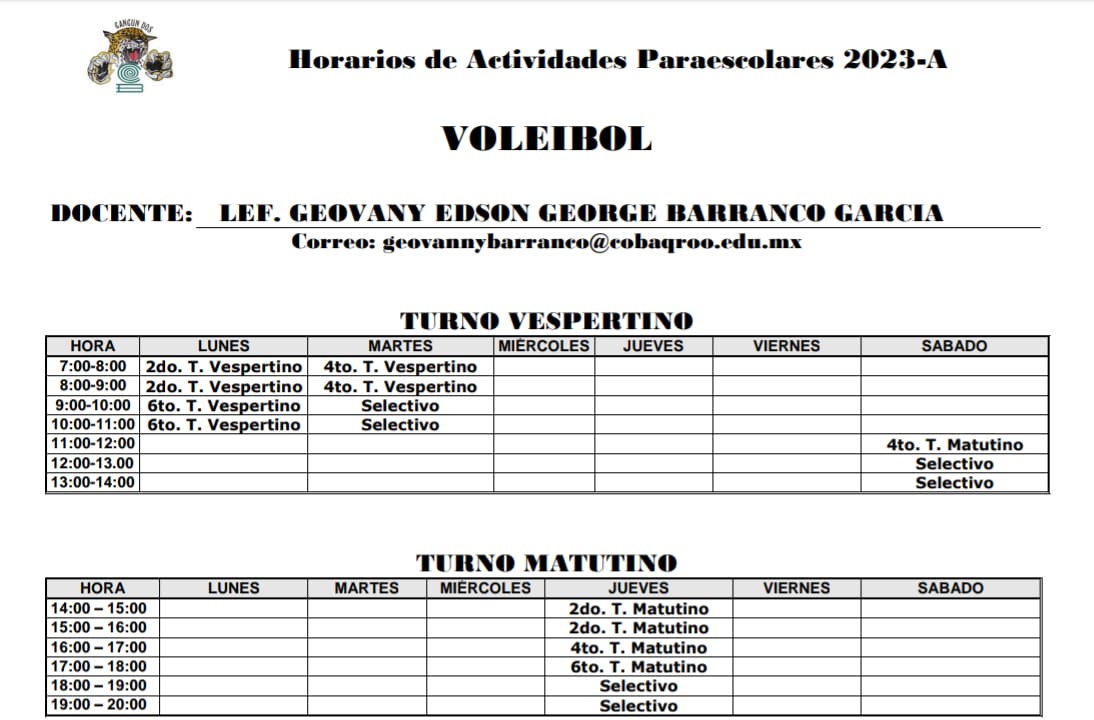 CANCUN DOS
Horarios de Actividades Paraescolares 2023-A
VOLEIBOL
DOCENTE: LEF. GEOVANY EDSON GEORGE BARRANCO GARCIA
Correo: geovannybarranco@cobaqroo.edu.mx
TURNO VESPERTINO
HORA LUNES MARTES MIÉRCOLES JUEVES VIERNES SABADO
7:00-8:00 2do. T. Vespertino 4to. T. Vespertino
8:00-9:00 2do. T. Vespertino 4to. T. Vespertino
9:00-10:00 6to. T. Vespertino Selectivo
10:00-11:00 6to. T. Vespertino Selectivo
11:00-12:00 4to. T. Matutino
12:00-13.00 Selectivo
13:00-14:00 Selectivo
TURNO MATUTINO
HORA LUNES MARTES MIÉRCOLES JUEVES VIERNES SABADO
14:00 – 15:00 2do. T. Matutino
15:00 – 16:00 2do. T. Matutino
16:00 – 17:00 4to. T. Matutino
17:00 – 18:00 6to. T. Matutino
18:00 – 19:00 Selectivo
19:00 – 20:00 Selectivo